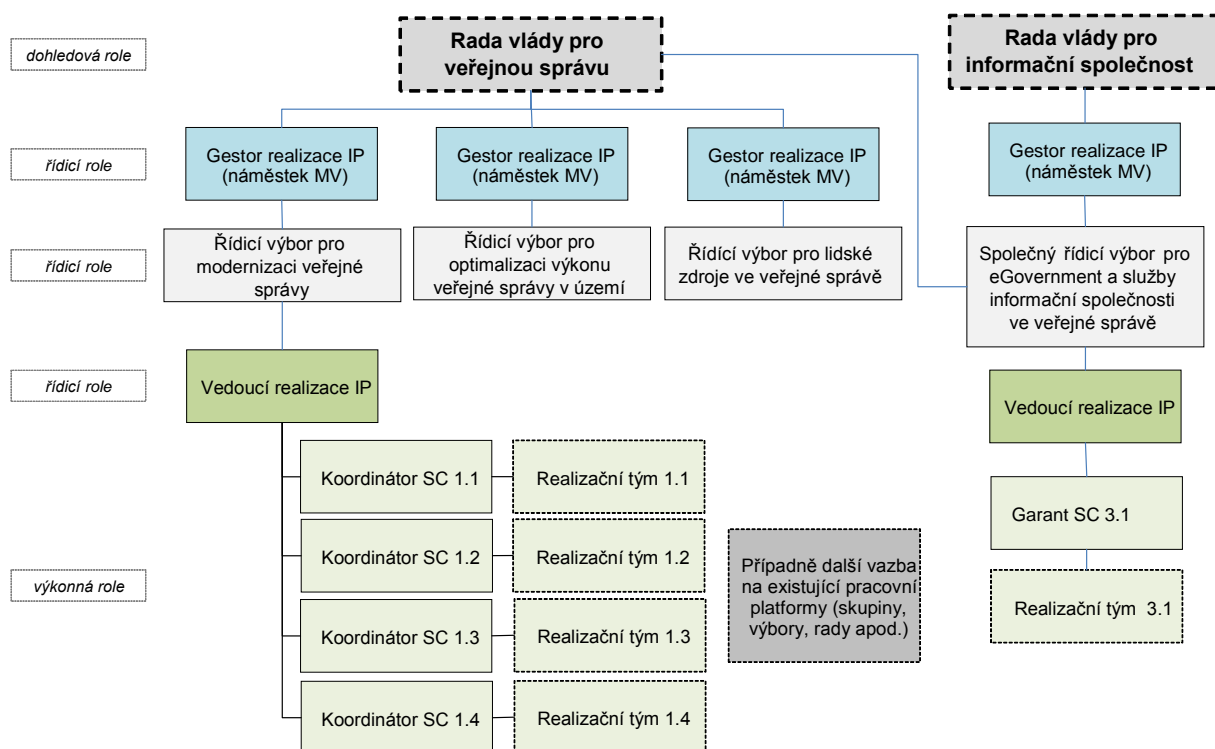 dohledová role
Rada vlády pro
veřejnou správu
Rada vlády pro
informační společnost
řídicí role
Gestor realizace IP
(náměstek MV)
Gestor realizace IP
(náměstek MV)
Gestor realizace IP
(náměstek MV)
Gestor realizace IP
(náměstek MV)
řídicí role
Řídicí výbor pro
modernizaci veřejné
správy
Řídicí výbor pro
optimalizaci výkonu
veřejné správy v území
Řídící výbor pro lidské
zdroje ve veřejné správě
Společný řídicí výbor pro
eGovernment a služby
informační společnosti
ve veřejné správě
řídicí role
Vedoucí realizace IP
Vedoucí realizace IP
výkonná role
Koordinátor SC 1.1
Realizační tým 1.1
Koordinátor SC 1.2
Realizační tým 1.2
Koordinátor SC 1.3
Realizační tým 1.3
Koordinátor SC 1.4
Realizační tým 1.4
Případně další vazba
na existující pracovní
platformy (skupiny,
výbory, rady apod.)
Garant SC 3.1
Realizační tým 3.1